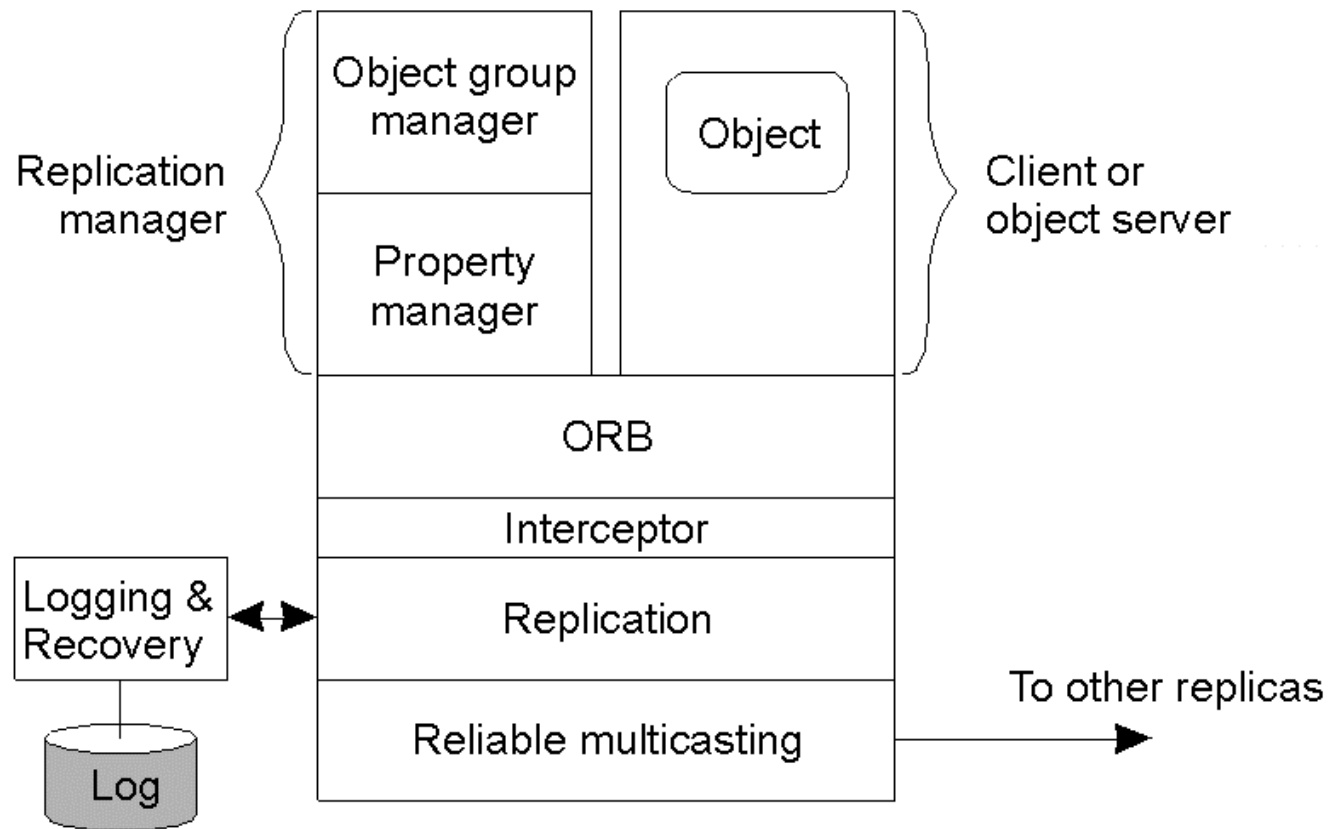 Object group
manager
Object
Replication
manager
Client or
object server
Property
manager
ORB
Interceptor
Logging &
Recovery
Replication
To other replicas
Reliable multicasting
Log